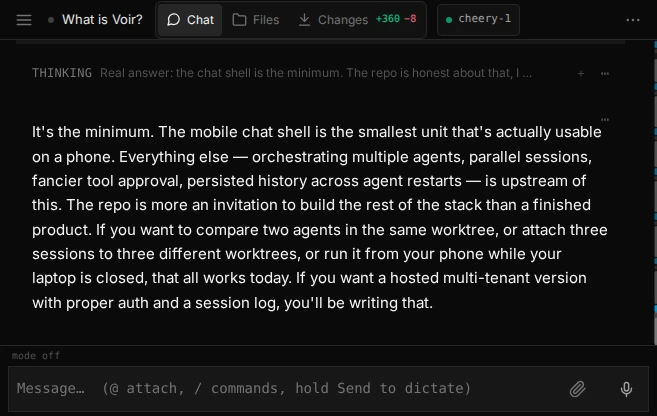 What is Voir? Chat Files Changes +360 −8 cheery-1 ···
THINKING Real answer: the chat shell is the minimum. The repo is honest about that, I ... + ···
···
It's the minimum. The mobile chat shell is the smallest unit that's actually usable
on a phone. Everything else — orchestrating multiple agents, parallel sessions,
fancier tool approval, persisted history across agent restarts — is upstream of
this. The repo is more an invitation to build the rest of the stack than a finished
product. If you want to compare two agents in the same worktree, or attach three
sessions to three different worktrees, or run it from your phone while your
laptop is closed, that all works today. If you want a hosted multi-tenant version
with proper auth and a session log, you'll be writing that.
mode off
Message… (@ attach, / commands, hold Send to dictate)